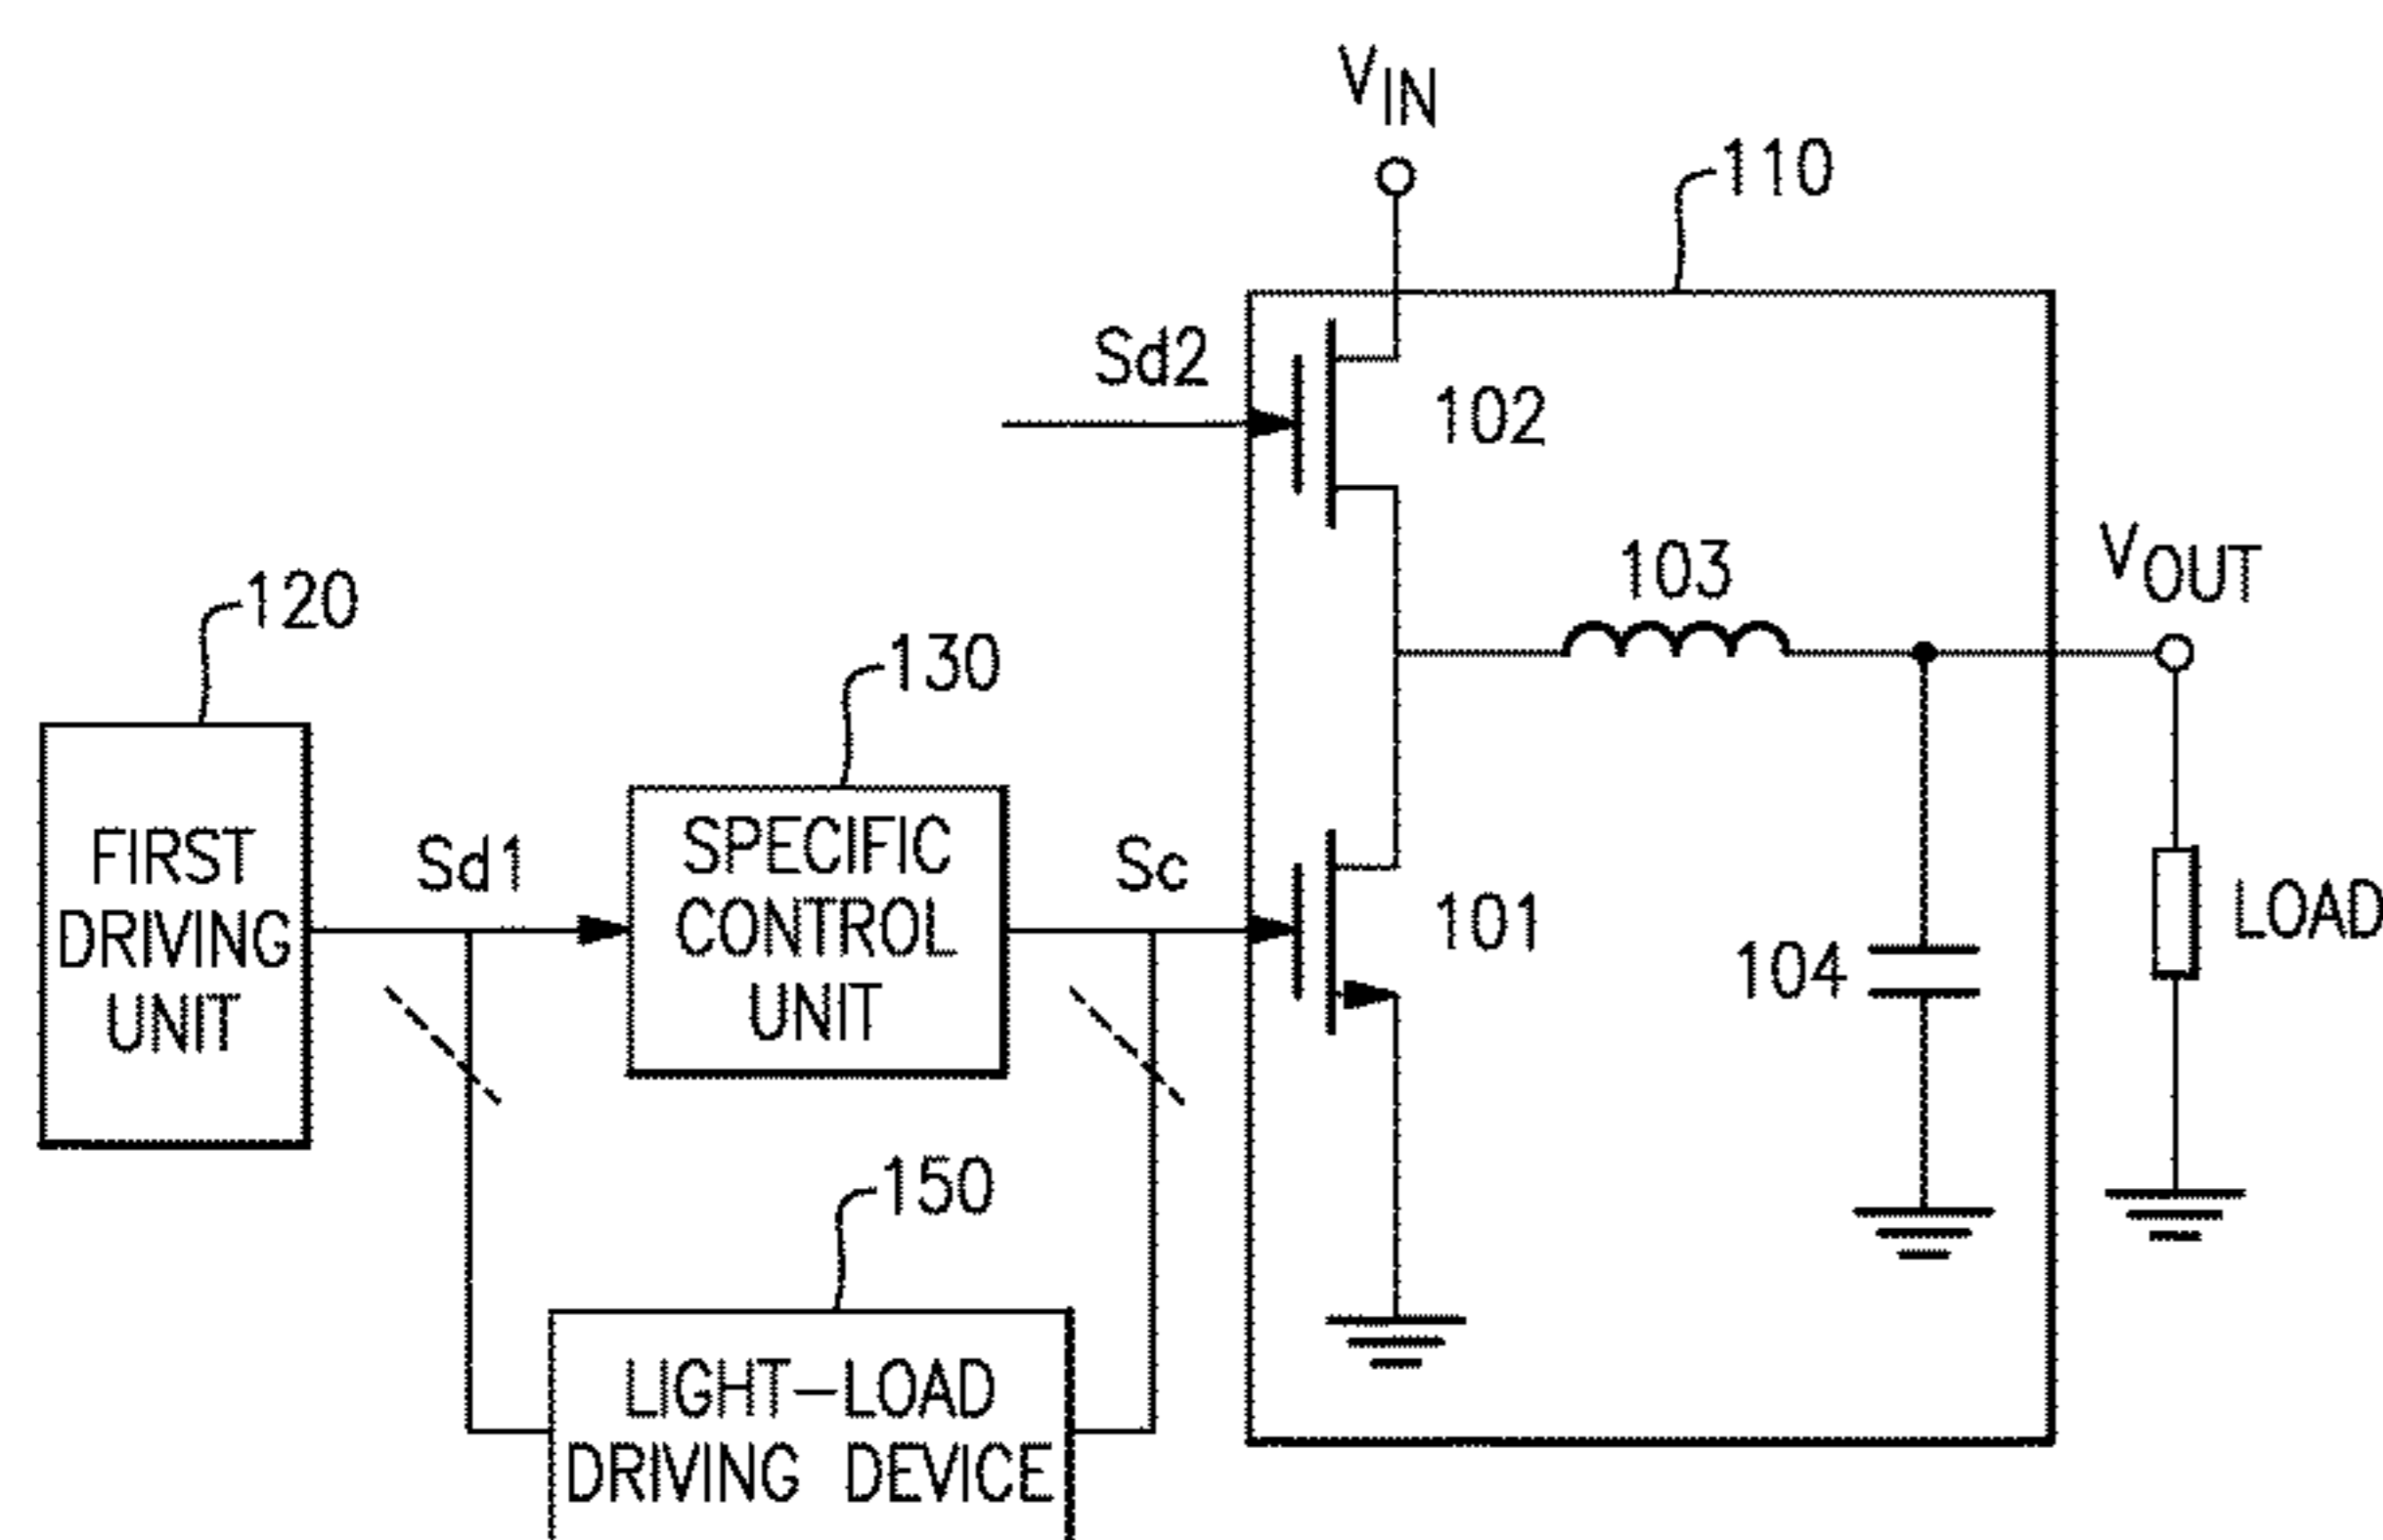 VIN
110
Sd2
102
103
VOUT
120
130
FIRST
DRIVING
UNIT
Sd1
SPECIFIC
CONTROL
UNIT
Sc
101
104
LOAD
150
LIGHT-LOAD
DRIVING DEVICE